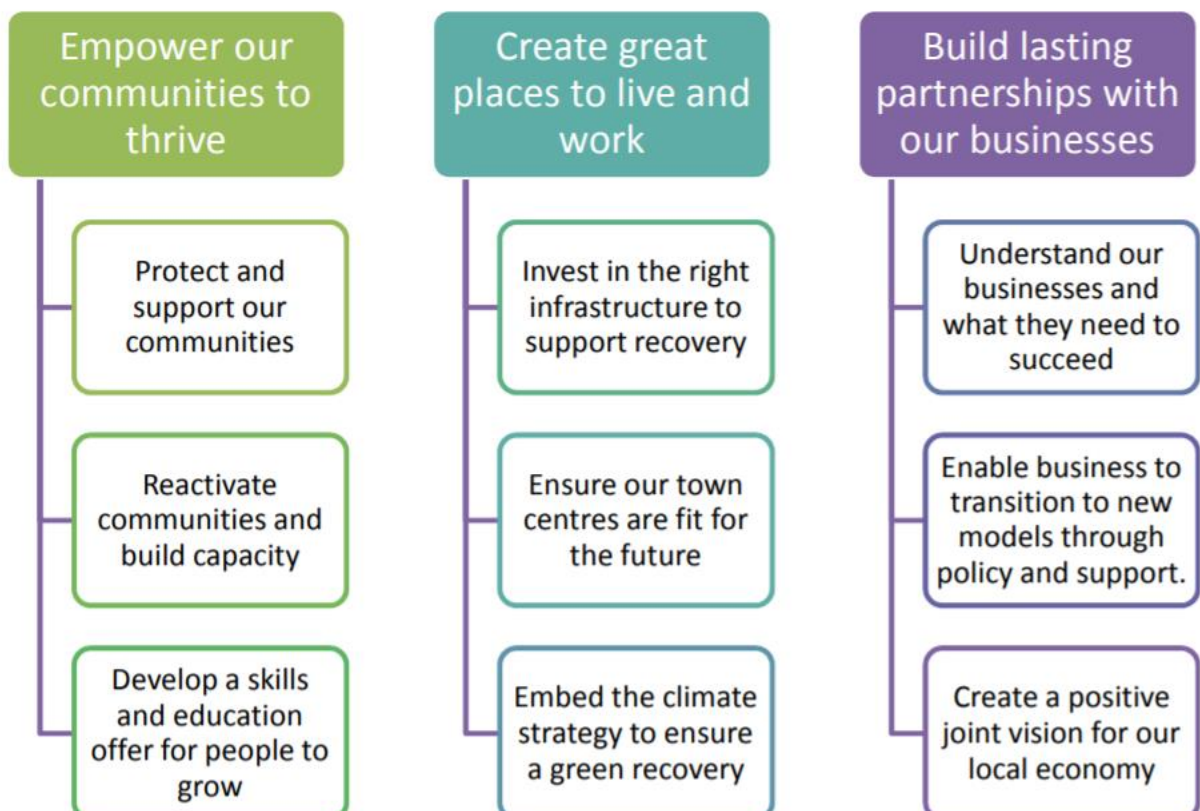 Empower our
communities to
thrive
Protect and
support our
communities
Reactivate
communities and
build capacity
Develop a skills
and education
offer for people to
grow
Create great
places to live and
work
Invest in the right
infrastructure to
support recovery
Ensure our town
centres are fit for
the future
Embed the climate
strategy to ensure
a green recovery
Build lasting
partnerships with
our businesses
Understand our
businesses and
what they need to
succeed
Enable business to
transition to new
models through
policy and support.
Create a positive
joint vision for our
local economy